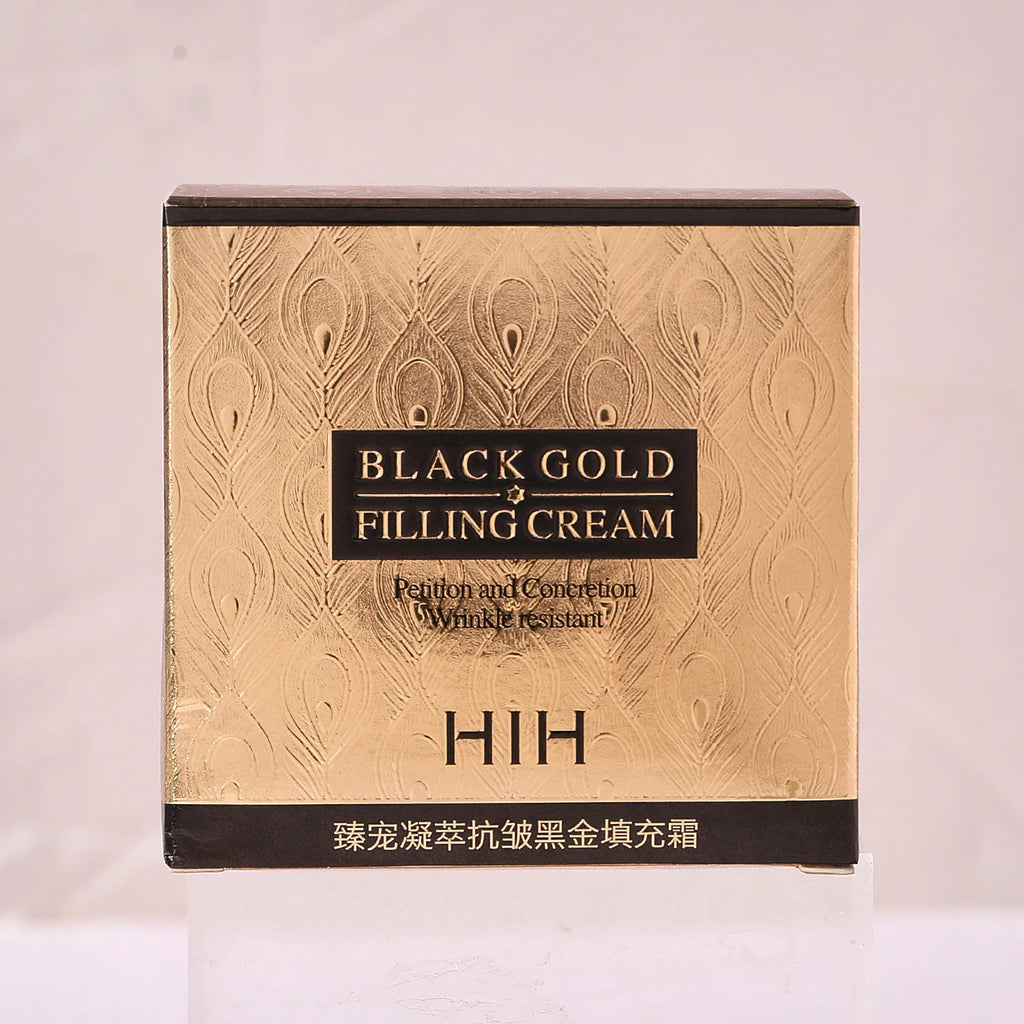 BLACK GOLD
FILLING CREAM
Petition and Concretion
Wrinkle resistant
HIH
臻宠凝萃抗皱黑金填充霜